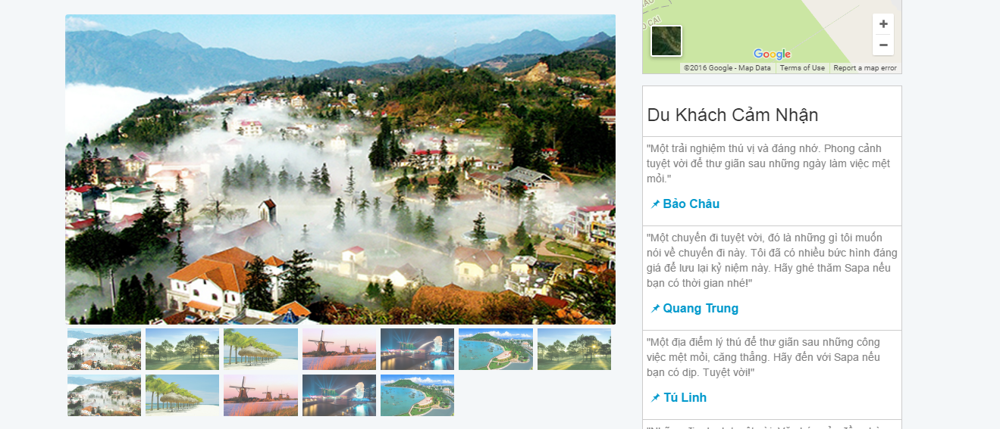 Google
©2016 Google - Map Data
Terms of Use
Report a map error
Du Khách Cảm Nhận
"Một trải nghiệm thú vị và đáng nhớ. Phong cảnh
tuyệt vời để thư giãn sau những ngày làm việc mệt
mỏi."
Bảo Châu
"Một chuyến đi tuyệt vời, đó là những gì tôi muốn
nói về chuyến đi này. Tôi đã có nhiều bức hình đáng
giá để lưu lại kỷ niệm này. Hãy ghé thăm Sapa nếu
bạn có thời gian nhé!"
Quang Trung
"Một địa điểm lý thú để thư giãn sau những công
việc mệt mỏi, căng thẳng. Hãy đến với Sapa nếu
bạn có dịp. Tuyệt vời!"
Tú Linh